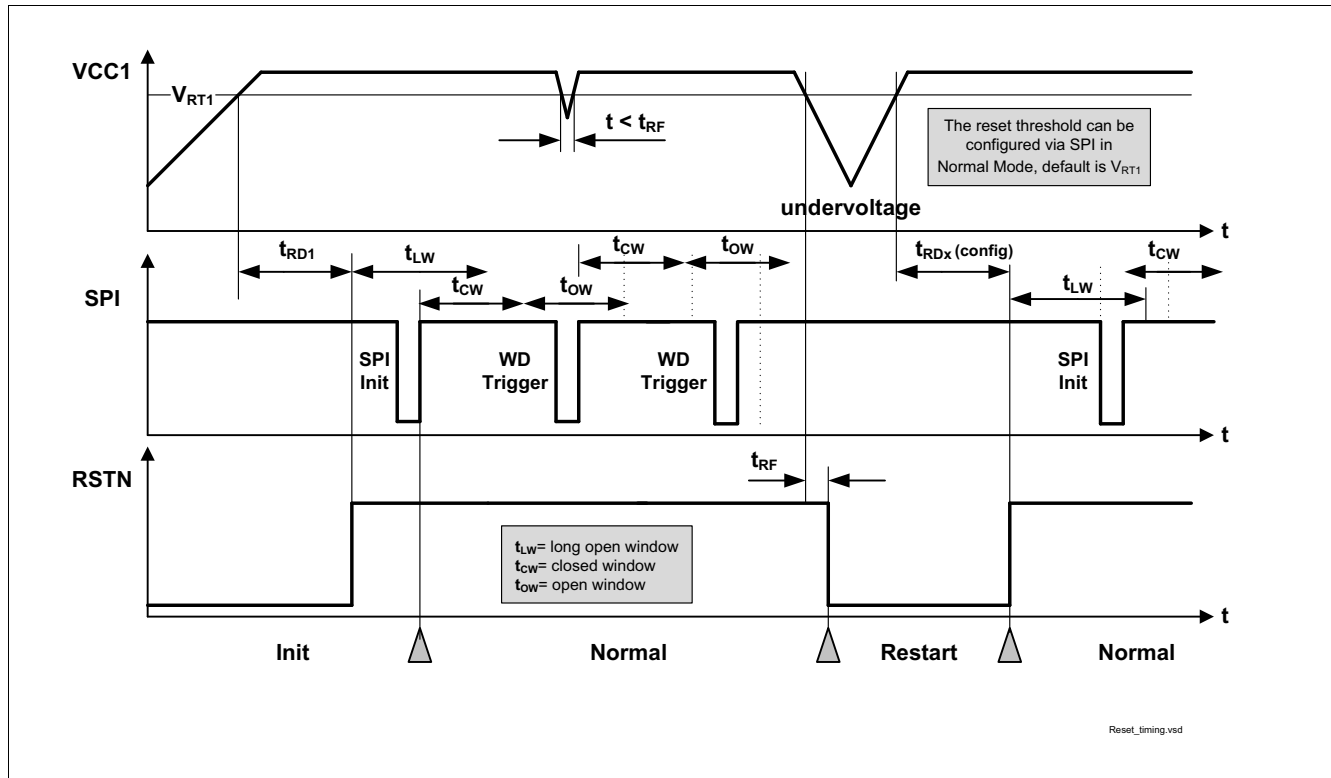 VCC1
VRT1
t < tRF
The reset threshold can be
configured via SPI in
Normal Mode, default is VRT1
undervoltage
t
tRD1
tLW
tCW
tOW
tRDx (config)
tCW
SPI
tCW
tOW
tLW
SPI
Init
WD
Trigger
WD
Trigger
SPI
Init
t
RSTN
tRF
tLW= long open window
tCW= closed window
tOW= open window
t
Init
Normal
Restart
Normal
Reset_timing.vsd